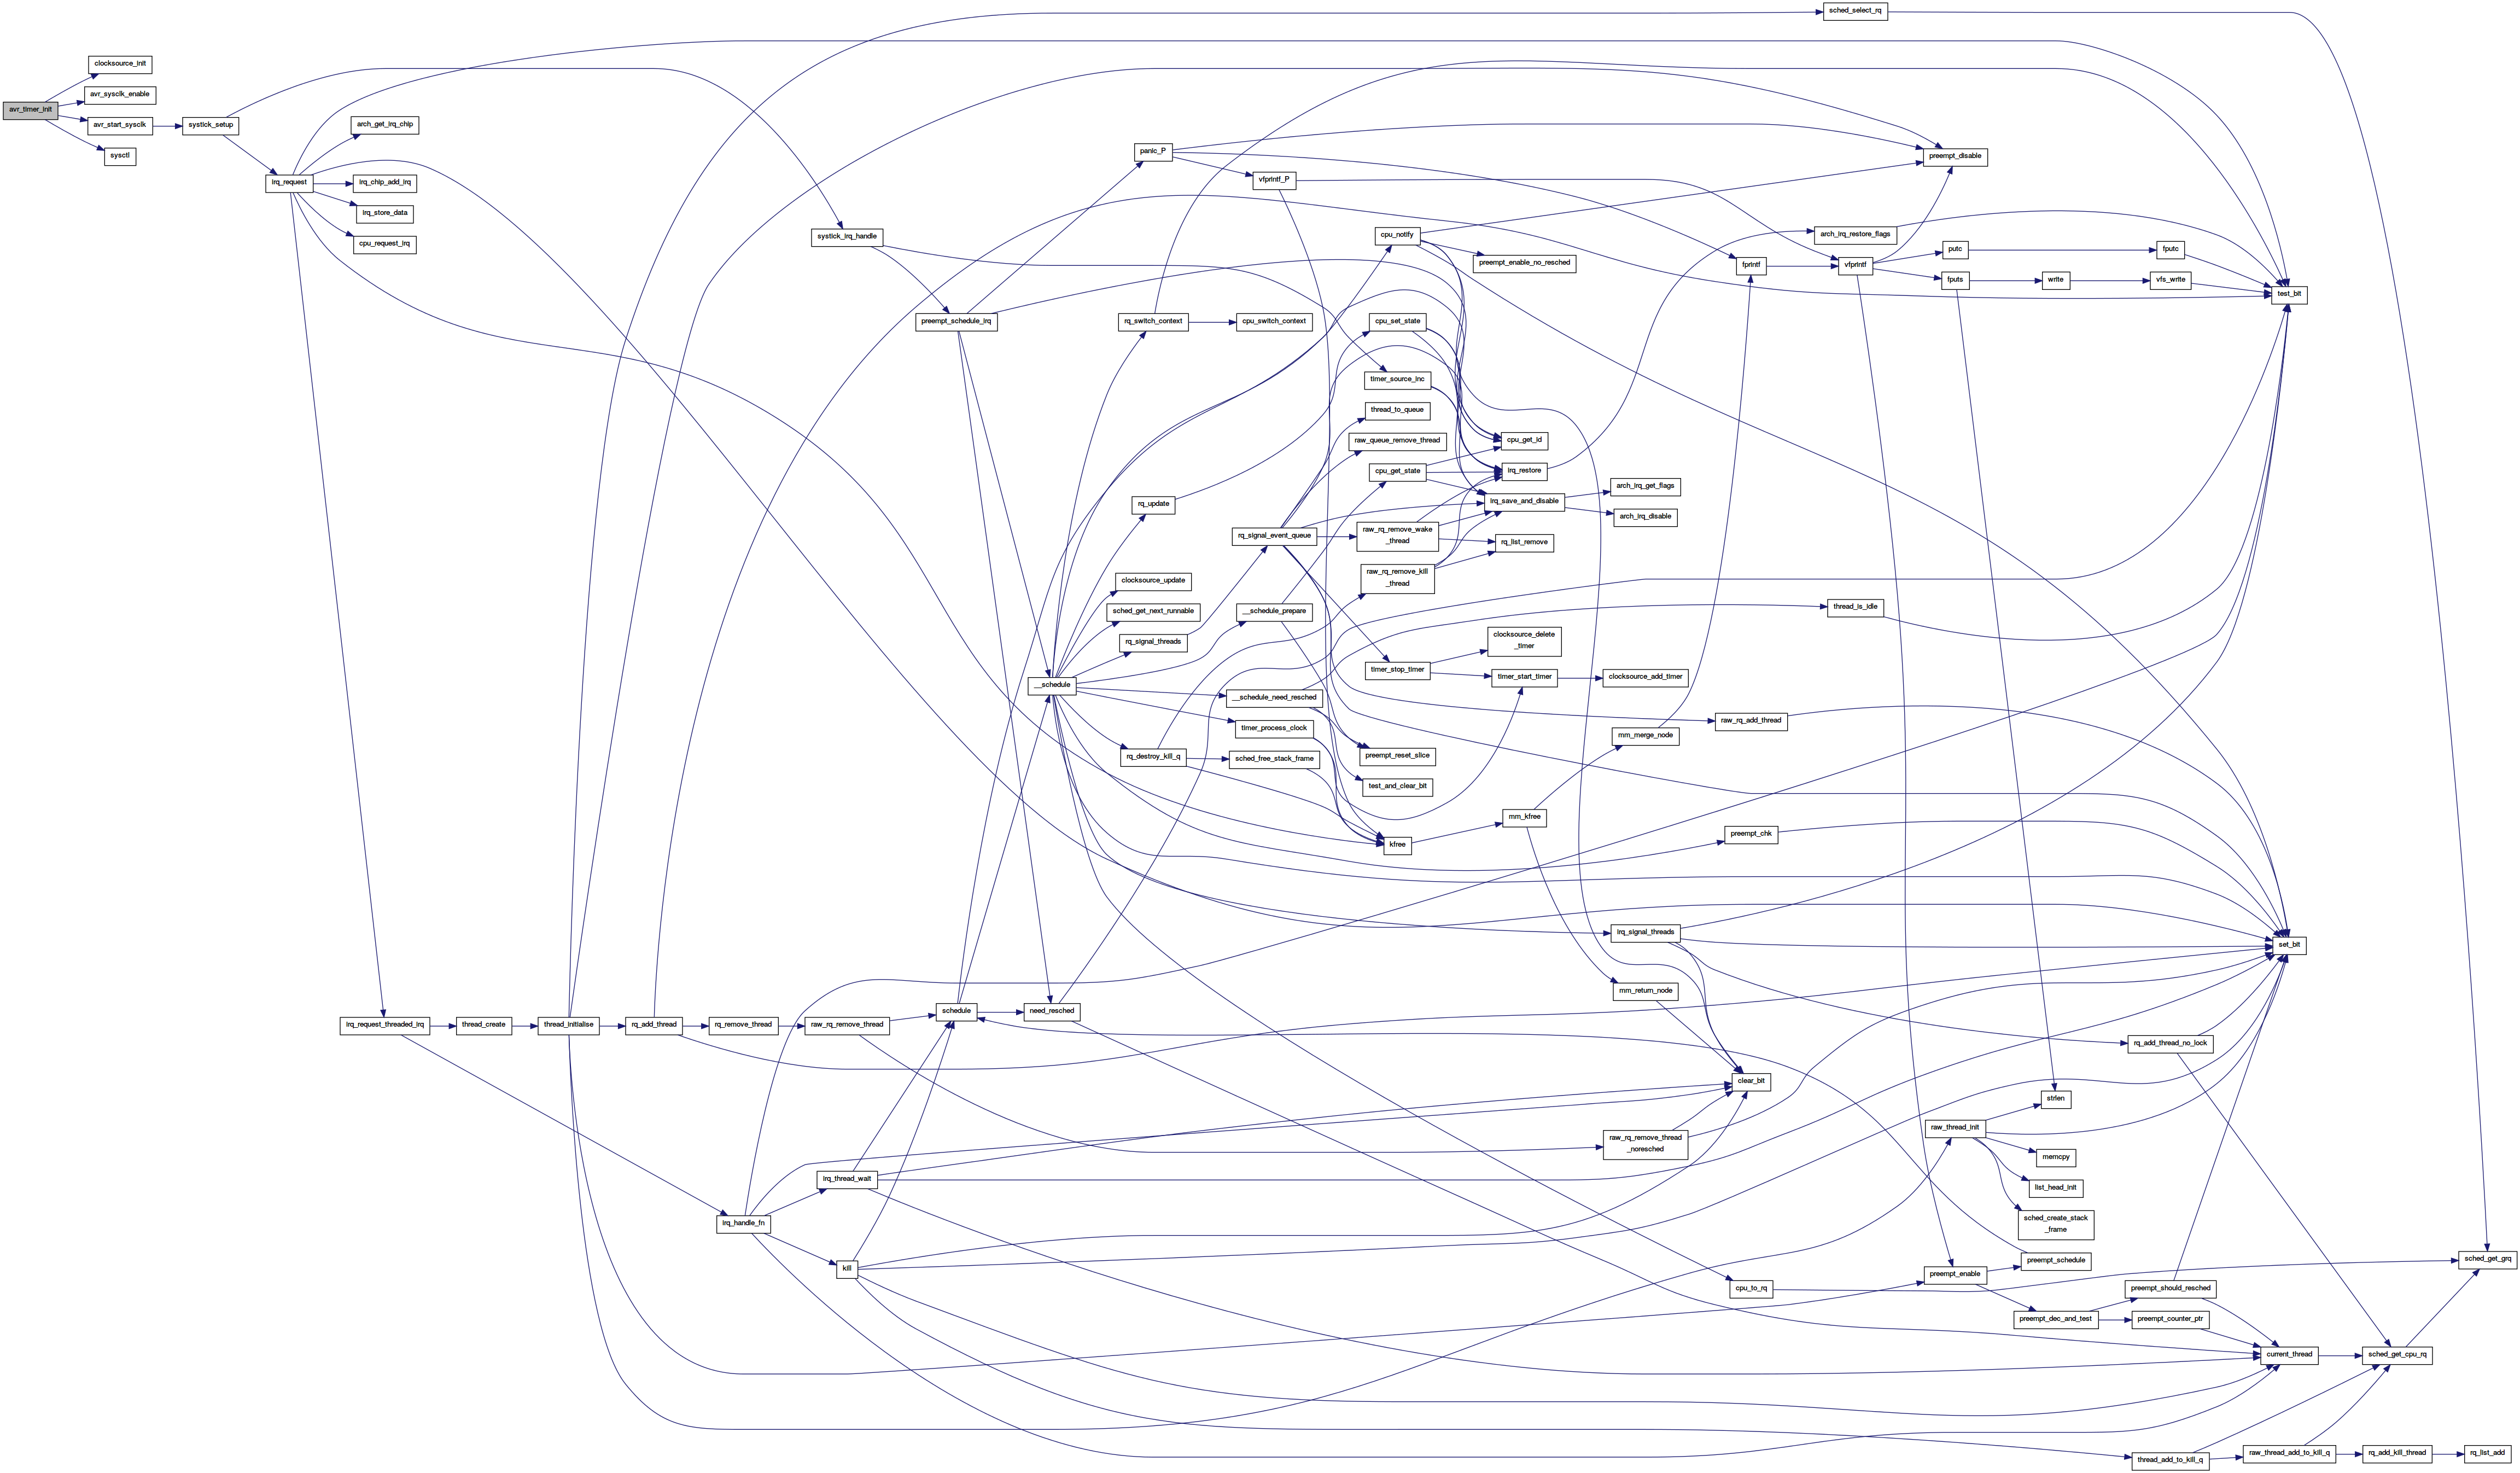 avr_timer_init
clocksource_init
avr_sysclk_enable
avr_start_sysclk
sysctl
systick_setup
irq_request
arch_get_irq_chip
irq_chip_add_irq
irq_store_data
cpu_request_irq
irq_request_threaded_irq
thread_create
thread_initialise
rq_add_thread
rq_remove_thread
raw_rq_remove_thread
irq_handle_fn
systick_irq_handle
irq_thread_wait
kill
preempt_schedule_irq
schedule
need_resched
__schedule
panic_P
rq_switch_context
rq_update
clocksource_update
sched_get_next_runnable
rq_signal_threads
rq_destroy_kill_q
vfprintf_P
cpu_switch_context
rq_signal_event_queue
__schedule_prepare
__schedule_need_resched
timer_process_clock
sched_free_stack_frame
cpu_notify
cpu_set_state
timer_source_inc
thread_to_queue
raw_queue_remove_thread
cpu_get_state
raw_rq_remove_wake
_thread
raw_rq_remove_kill
_thread
timer_stop_timer
preempt_reset_slice
test_and_clear_bit
kfree
preempt_enable_no_resched
cpu_get_id
irq_restore
irq_save_and_disable
rq_list_remove
clocksource_delete
_timer
timer_start_timer
mm_kfree
arch_irq_get_flags
arch_irq_disable
clocksource_add_timer
mm_merge_node
irq_signal_threads
mm_return_node
raw_rq_remove_thread
_noresched
fprintf
raw_rq_add_thread
preempt_chk
clear_bit
cpu_to_rq
sched_select_rq
arch_irq_restore_flags
vfprintf
thread_is_idle
preempt_disable
putc
fputs
raw_thread_init
preempt_enable
write
strlen
memcpy
list_head_init
sched_create_stack
_frame
preempt_schedule
preempt_dec_and_test
fputc
vfs_write
rq_add_thread_no_lock
preempt_should_resched
preempt_counter_ptr
thread_add_to_kill_q
test_bit
set_bit
current_thread
raw_thread_add_to_kill_q
sched_get_cpu_rq
rq_add_kill_thread
sched_get_grq
rq_list_add